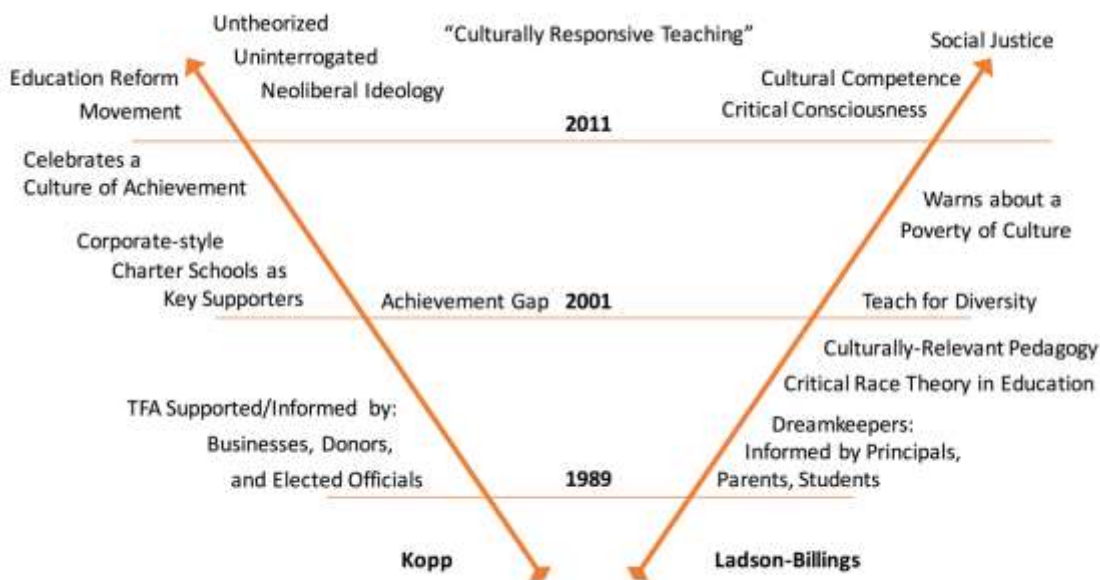 Untheorized
"Culturally Responsive Teaching"
Social Justice
Uninterrogated
Education Reform
Neoliberal Ideology
Cultural Competence
Movement
Critical Consciousness
2011
Celebrates a
Culture of Achievement
Warns about a
Poverty of Culture
Corporate-style
Charter Schools as
Key Supporters
Achievement Gap 2001
Teach for Diversity
Culturally-Relevant Pedagogy
Critical Race Theory in Education
TFA Supported/Informed by:
Businesses, Donors,
and Elected Officials
Dreamkeepers:
Informed by Principals,
Parents, Students
1989
Kopp
Ladson-Billings